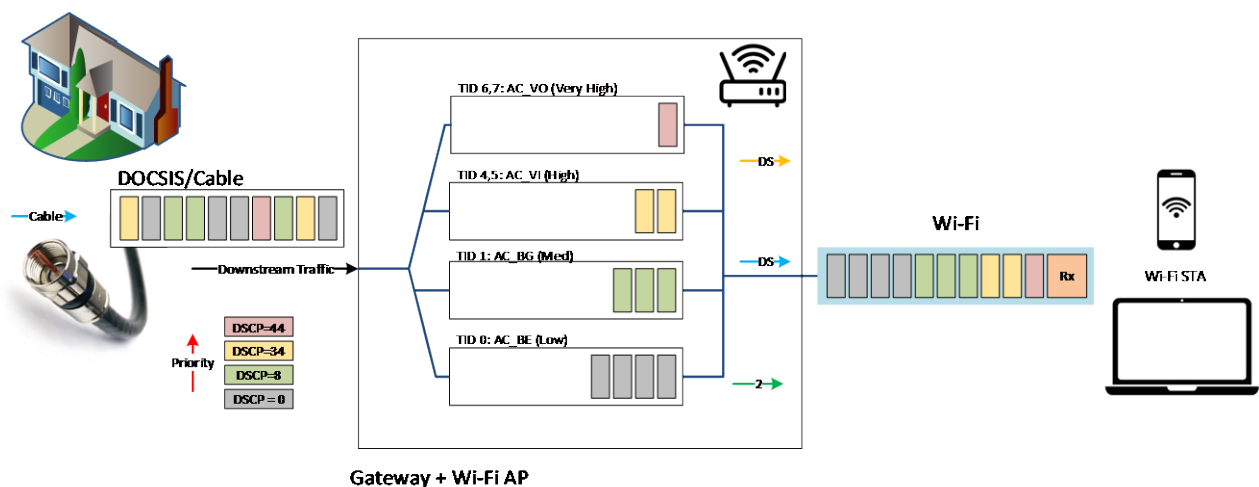 TID 6,7: AC_VO (Very High)
DS
DOCSIS/Cable
TID 4,5: AC_VI (High)
Cable
Wi-Fi
Downstream Traffic
TID 1: AC_BG (Med)
DS
Wi-Fi STA
Rx
DSCP=44
DSCP=34
Priority
DSCP=8
DSCP = 0
TID 0: AC_BE (Low)
2
Gateway + Wi-Fi AP